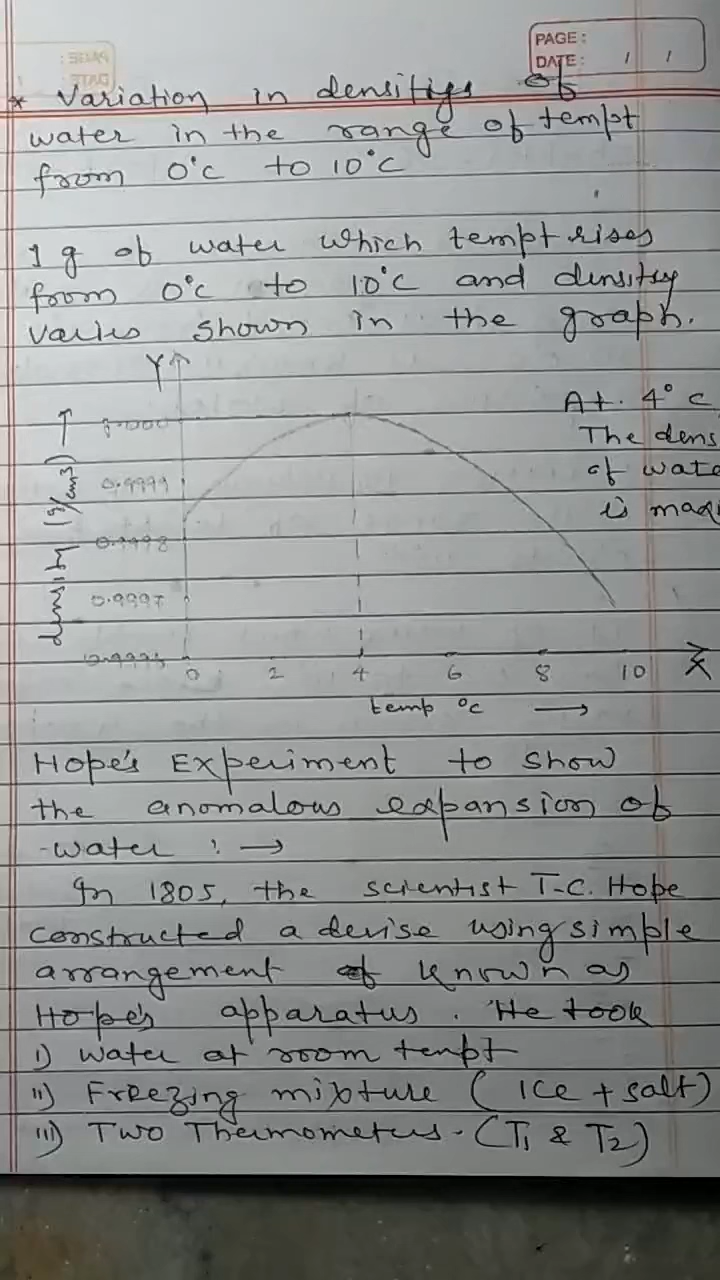 PAGE:
DATE: / /
* Variation in densitiys of
water in the range of tempt
from 0°c to 10°c
1 g of water which tempt rises
from 0°c to 10°c and density
varies shown in the graph.
Y
At. 4° c
The dens
of wate
is max
density (g/cm3) →
1.0000
0.9999
0.9998
0.9997
0 2 4 6 8 10 X
temp °c →
Hope's Experiment to show
the anomalous expansion of
water : →
In 1805, the scientist T.C. Hope
constructed a devise using simple
arrangement known as
Hope's apparatus. He took
i) water at room tempt
ii) Freezing mixture ( Ice + salt)
iii) Two Thermometers - (T1 & T2)